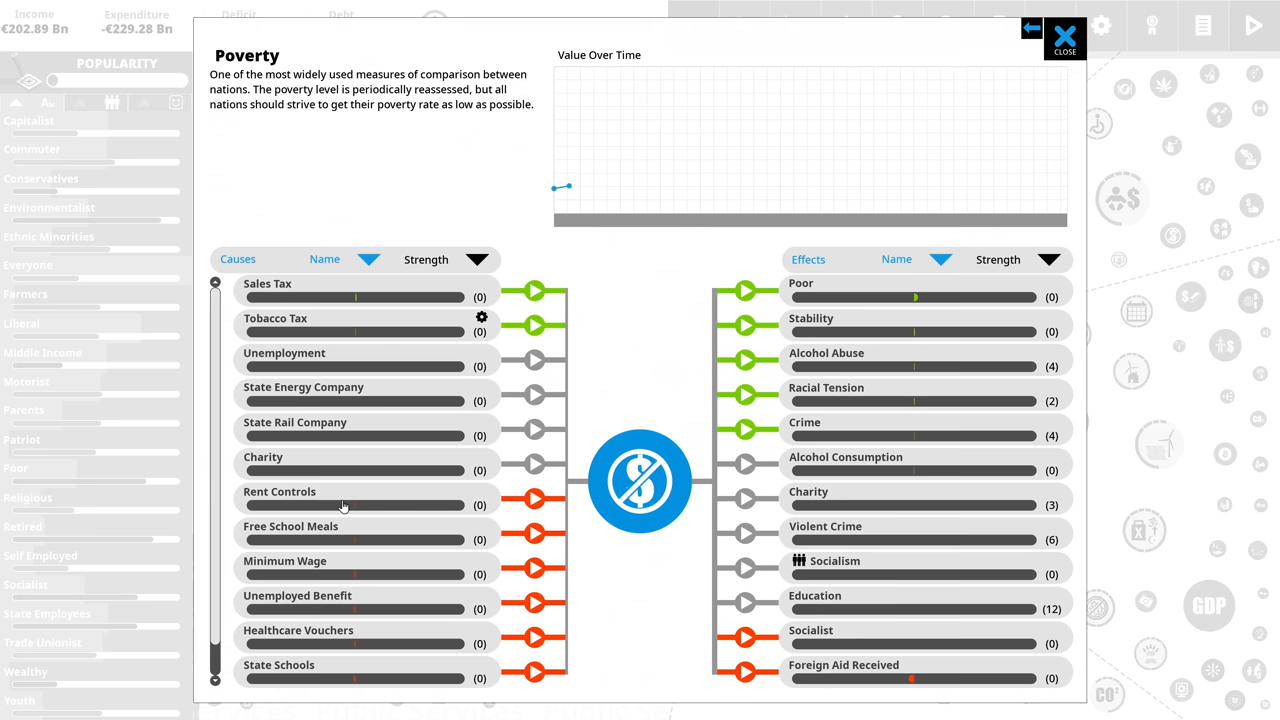 Income
Expenditure
Deficit
Debt
€202.89 Bn
-€229.28 Bn
POPULARITY
Capitalist
Commuter
Conservatives
Environmentalist
Ethnic Minorities
Everyone
Farmers
Liberal
Middle Income
Motorist
Parents
Patriot
Poor
Religious
Retired
Self Employed
Socialist
State Employees
Trade Unionist
Wealthy
Youth
Poverty
One of the most widely used measures of comparison between
nations. The poverty level is periodically reassessed, but all
nations should strive to get their poverty rate as low as possible.
Value Over Time
CLOSE
Causes
Name
Strength
Sales Tax
(0)
Tobacco Tax
(0)
Unemployment
(0)
State Energy Company
(0)
State Rail Company
(0)
Charity
(0)
Rent Controls
(0)
Free School Meals
(0)
Minimum Wage
(0)
Unemployed Benefit
(0)
Healthcare Vouchers
(0)
State Schools
(0)
Effects
Name
Strength
Poor
(0)
Stability
(0)
Alcohol Abuse
(4)
Racial Tension
(2)
Crime
(4)
Alcohol Consumption
(0)
Charity
(3)
Violent Crime
(6)
Socialism
(0)
Education
(12)
Socialist
(0)
Foreign Aid Received
(0)
GDP
CO²